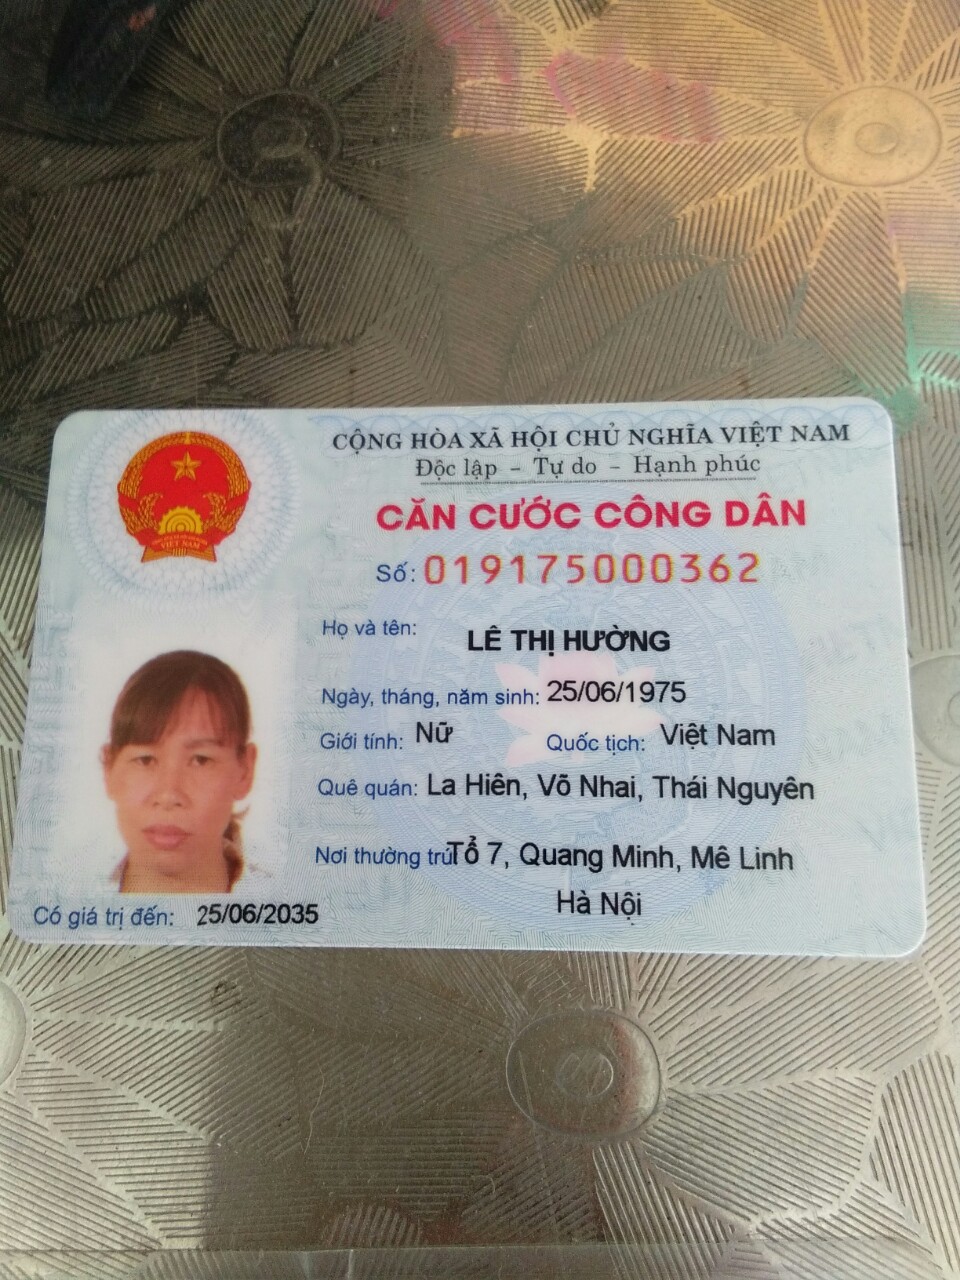 CỘNG HÒA XÃ HỘI CHỦ NGHĨA VIỆT NAM
Độc lập - Tự do - Hạnh phúc
CĂN CƯỚC CÔNG DÂN
Số: 019175000362
Họ và tên: LÊ THỊ HƯỜNG
Ngày, tháng, năm sinh: 25/06/1975
Giới tính: Nữ Quốc tịch: Việt Nam
Quê quán: La Hiên, Võ Nhai, Thái Nguyên
Nơi thường trú: Tổ 7, Quang Minh, Mê Linh
Hà Nội
Có giá trị đến: 25/06/2035
VIỆT NAM